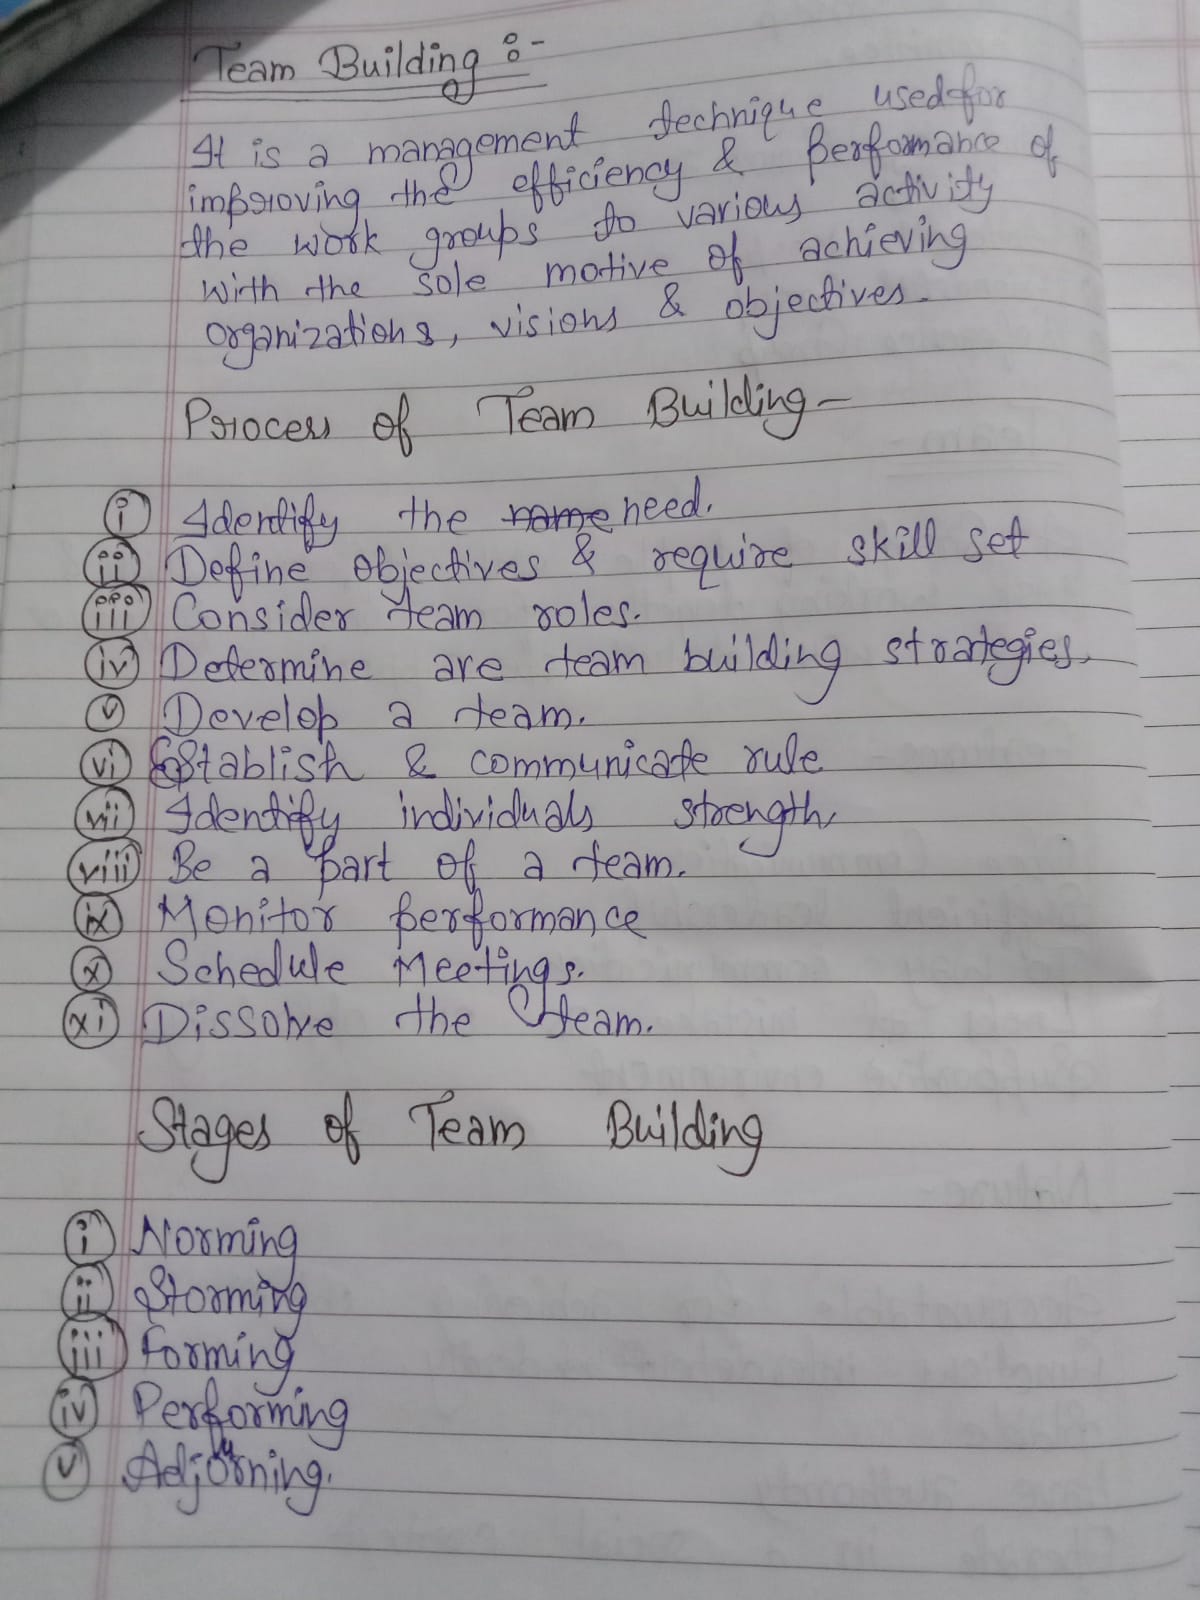 Team Building :-
It is a management technique used for
improving the efficiency & performance of
the work groups to various activity
with the sole motive of achieving
organizations, visions & objectives.
Process of Team Building -
(i) Identify the name need.
(ii) Define objectives & require skill set
(iii) Consider team roles.
(iv) Determine are team building strategies.
(v) Develop a team.
(vi) Establish & communicate rule
(vii) Identify individuals strength,
(viii) Be a part of a team.
(ix) Monitor performance
(x) Schedule Meetings.
(xi) Dissolve the team.
Stages of Team Building
(i) Norming
(ii) Storming
(iii) Forming
(iv) Performing
(v) Adjourning.